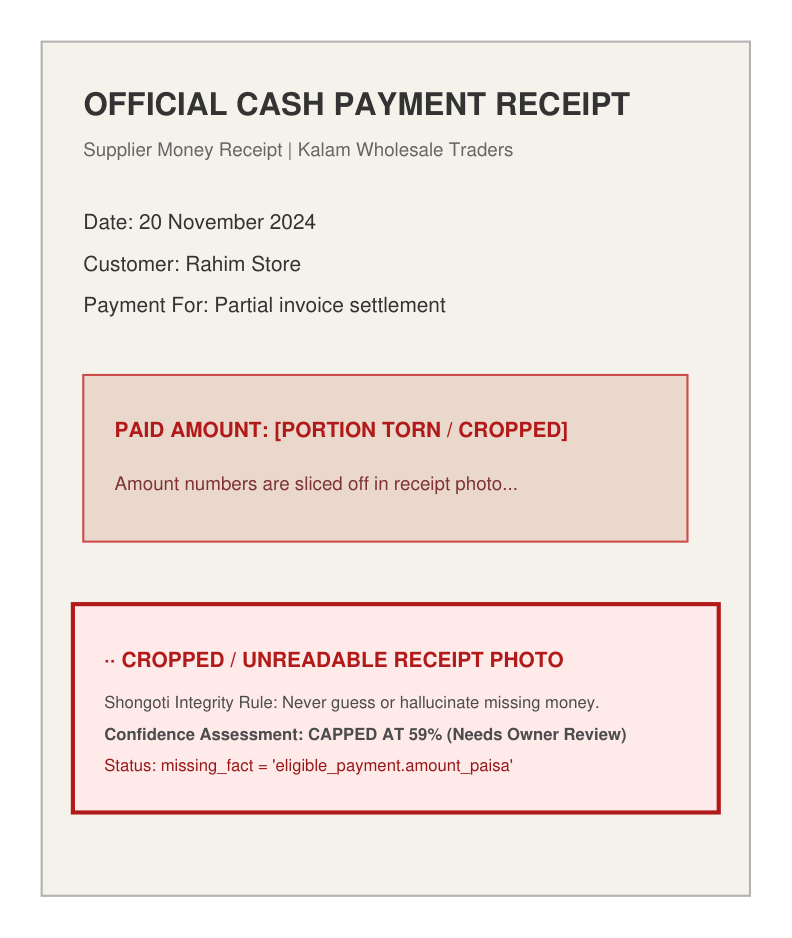 OFFICIAL CASH PAYMENT RECEIPT
Supplier Money Receipt | Kalam Wholesale Traders
Date: 20 November 2024
Customer: Rahim Store
Payment For: Partial invoice settlement
PAID AMOUNT: [PORTION TORN / CROPPED]
Amount numbers are sliced off in receipt photo...
·· CROPPED / UNREADABLE RECEIPT PHOTO
Shongoti Integrity Rule: Never guess or hallucinate missing money.
Confidence Assessment: CAPPED AT 59% (Needs Owner Review)
Status: missing_fact = 'eligible_payment.amount_paisa'